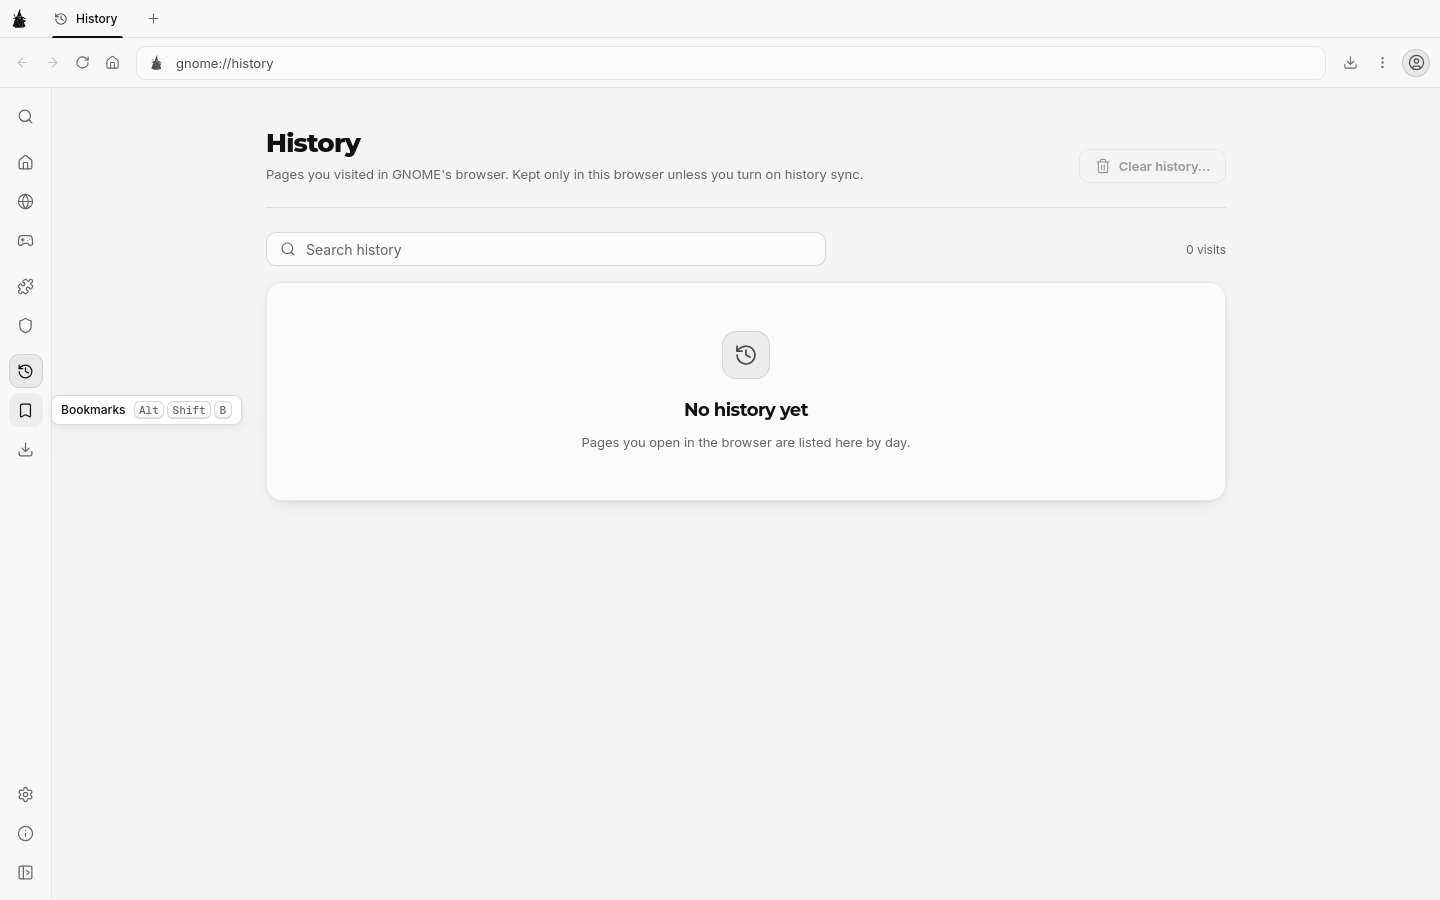 History
gnome://history
History
Pages you visited in GNOME's browser. Kept only in this browser unless you turn on history sync.
Clear history...
Search history
0 visits
Bookmarks Alt Shift B
No history yet
Pages you open in the browser are listed here by day.